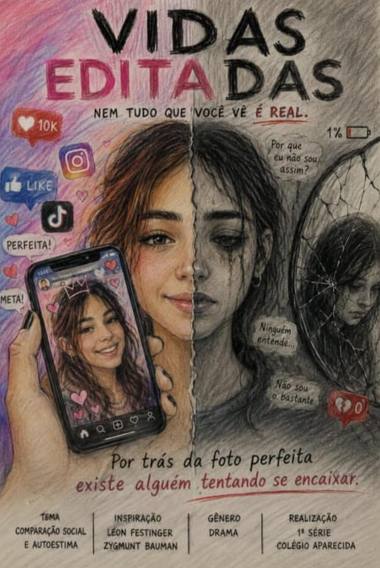 VIDAS
EDITADAS
NEM TUDO QUE VOCÊ VÊ É REAL.
10K
1%
Por que
eu não sou
assim?
LIKE
PERFEITA!
META!
Ninguém
entende...
Não sou
o bastante
0
Por trás da foto perfeita
existe alguém tentando se encaixar.
TEMA
COMPARAÇÃO SOCIAL
E AUTOESTIMA
INSPIRAÇÃO
LÉON FESTINGER
ZYGMUNT BAUMAN
GÊNERO
DRAMA
REALIZAÇÃO
1ª SÉRIE
COLÉGIO APARECIDA